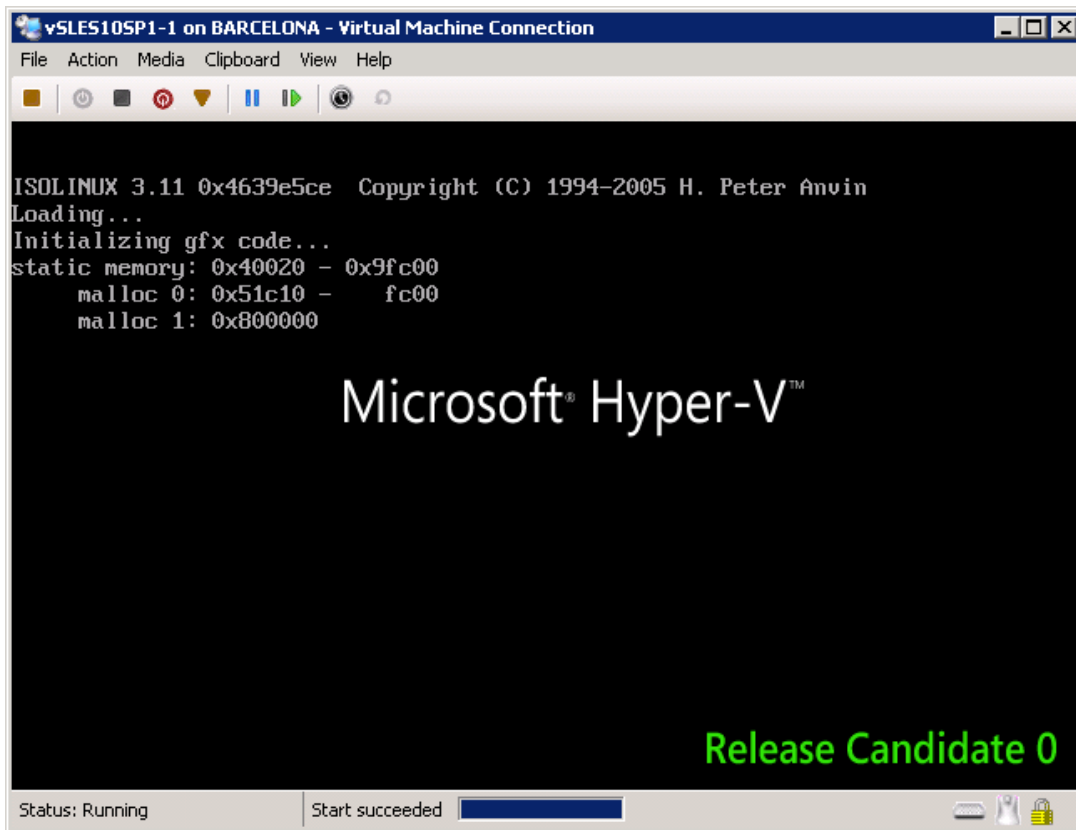 vSLES10SP1-1 on BARCELONA - Virtual Machine Connection
File Action Media Clipboard View Help
ISOLINUX 3.11 0x4639e5ce  Copyright (C) 1994-2005 H. Peter Anvin
Loading...
Initializing gfx code...
static memory: 0x40020 - 0x9fc00
     malloc 0: 0x51c10 -    fc00
     malloc 1: 0x800000
Microsoft® Hyper-V™
Release Candidate 0
Status: Running Start succeeded